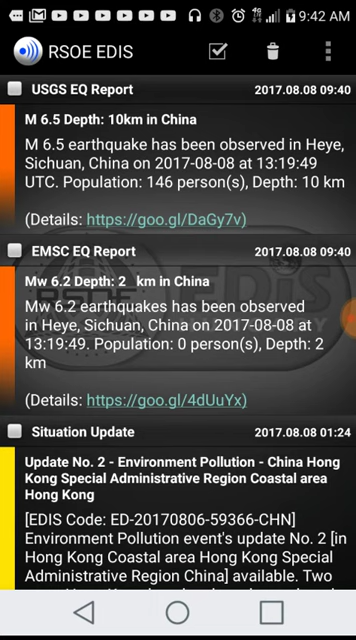 9:42 AM
RSOE EDIS
USGS EQ Report 2017.08.08 09:40
M 6.5 Depth: 10km in China
M 6.5 earthquake has been observed in Heye,
Sichuan, China on 2017-08-08 at 13:19:49
UTC. Population: 146 person(s), Depth: 10 km
(Details: https://goo.gl/DaGy7v)
EMSC EQ Report 2017.08.08 09:40
Mw 6.2 Depth: 2_ km in China
Mw 6.2 earthquakes has been observed
in Heye, Sichuan, China on 2017-08-08 at
13:19:49. Population: 0 person(s), Depth: 2
km
(Details: https://goo.gl/4dUuYx)
Situation Update 2017.08.08 01:24
Update No. 2 - Environment Pollution - China Hong
Kong Special Administrative Region Coastal area
Hong Kong
[EDIS Code: ED-20170806-59366-CHN]
Environment Pollution event's update No. 2 [in
Hong Kong Coastal area Hong Kong Special
Administrative Region China] available. Two